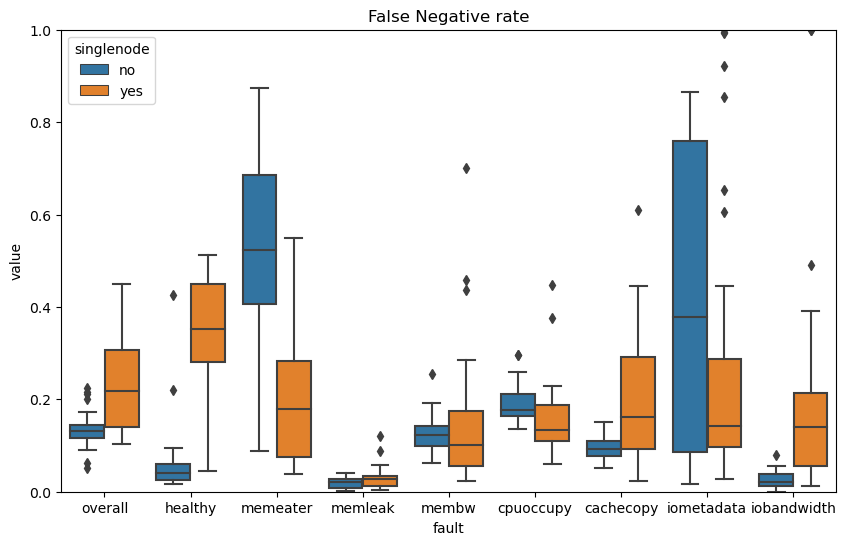 False Negative rate
singlenode
no
yes
1.0
0.8
0.6
0.4
0.2
0.0
value
overall healthy memeater memleak membw cpuoccupy cachecopy iometadata iobandwidth
fault